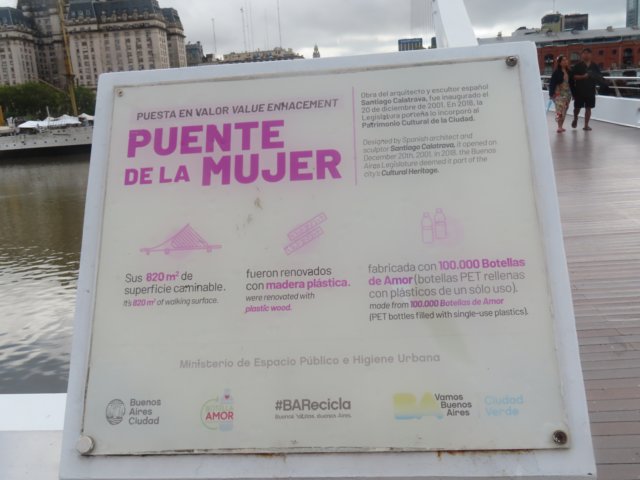 PUESTA EN VALOR VALUE ENHACEMENT
PUENTE
DE LA MUJER
Obra del arquitecto y escultor español
Santiago Calatrava, fue inaugurado el
20 de diciembre de 2001. En 2018, la
Legislatura porteña lo incorporó al
Patrimonio Cultural de la Ciudad.
Designed by Spanish architect and
sculptor Santiago Calatrava, it opened on
December 20th, 2001. In 2018, the Buenos
Aires Legislature deemed it part of the
city's Cultural Heritage.
Sus 820 m² de
superficie caminable.
It's 820 m² of walking surface.
fueron renovados
con madera plástica.
were renovated with
plastic wood.
fabricada con 100.000 Botellas
de Amor (botellas PET rellenas
con plásticos de un sólo uso).
made from 100.000 Botellas de Amor
(PET bottles filled with single-use plastics).
Ministerio de Espacio Público e Higiene Urbana
Buenos
Aires
Ciudad
AMOR
#BARecicla
BA
Vamos
Buenos
Aires
Ciudad
Verde